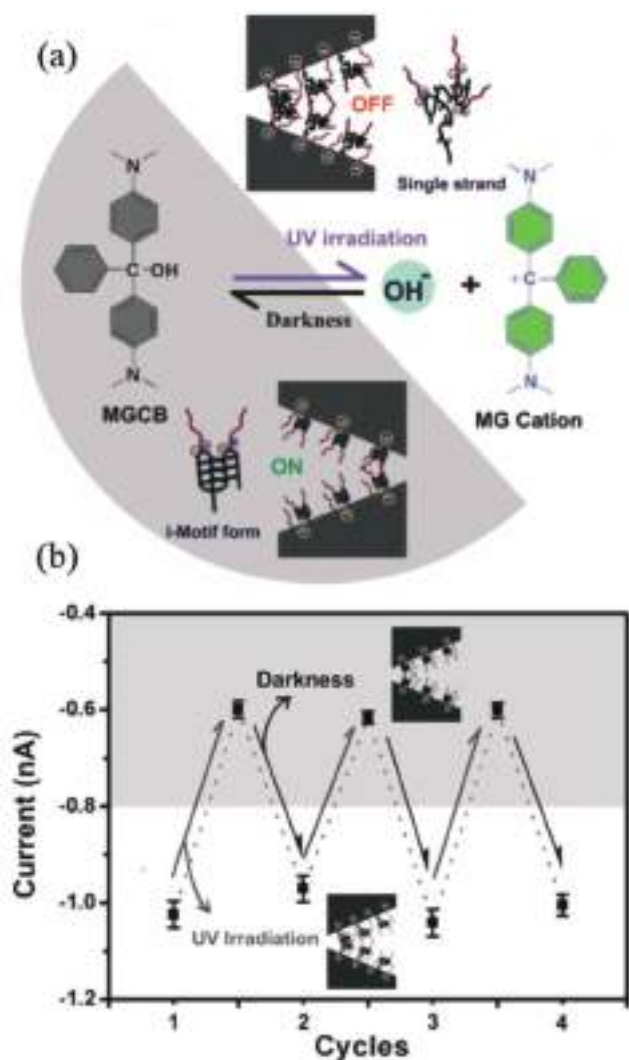 (a)
OFF
Single strand
N
N
C-OH
UV irradiation
Darkness
OH-
+
+C
N
N
MGCB
MG Cation
ON
i-Motif form
(b)
-0.4
-0.6
-0.8
-1.0
-1.2
Current (nA)
Darkness
UV Irradiation
1
2
3
4
Cycles